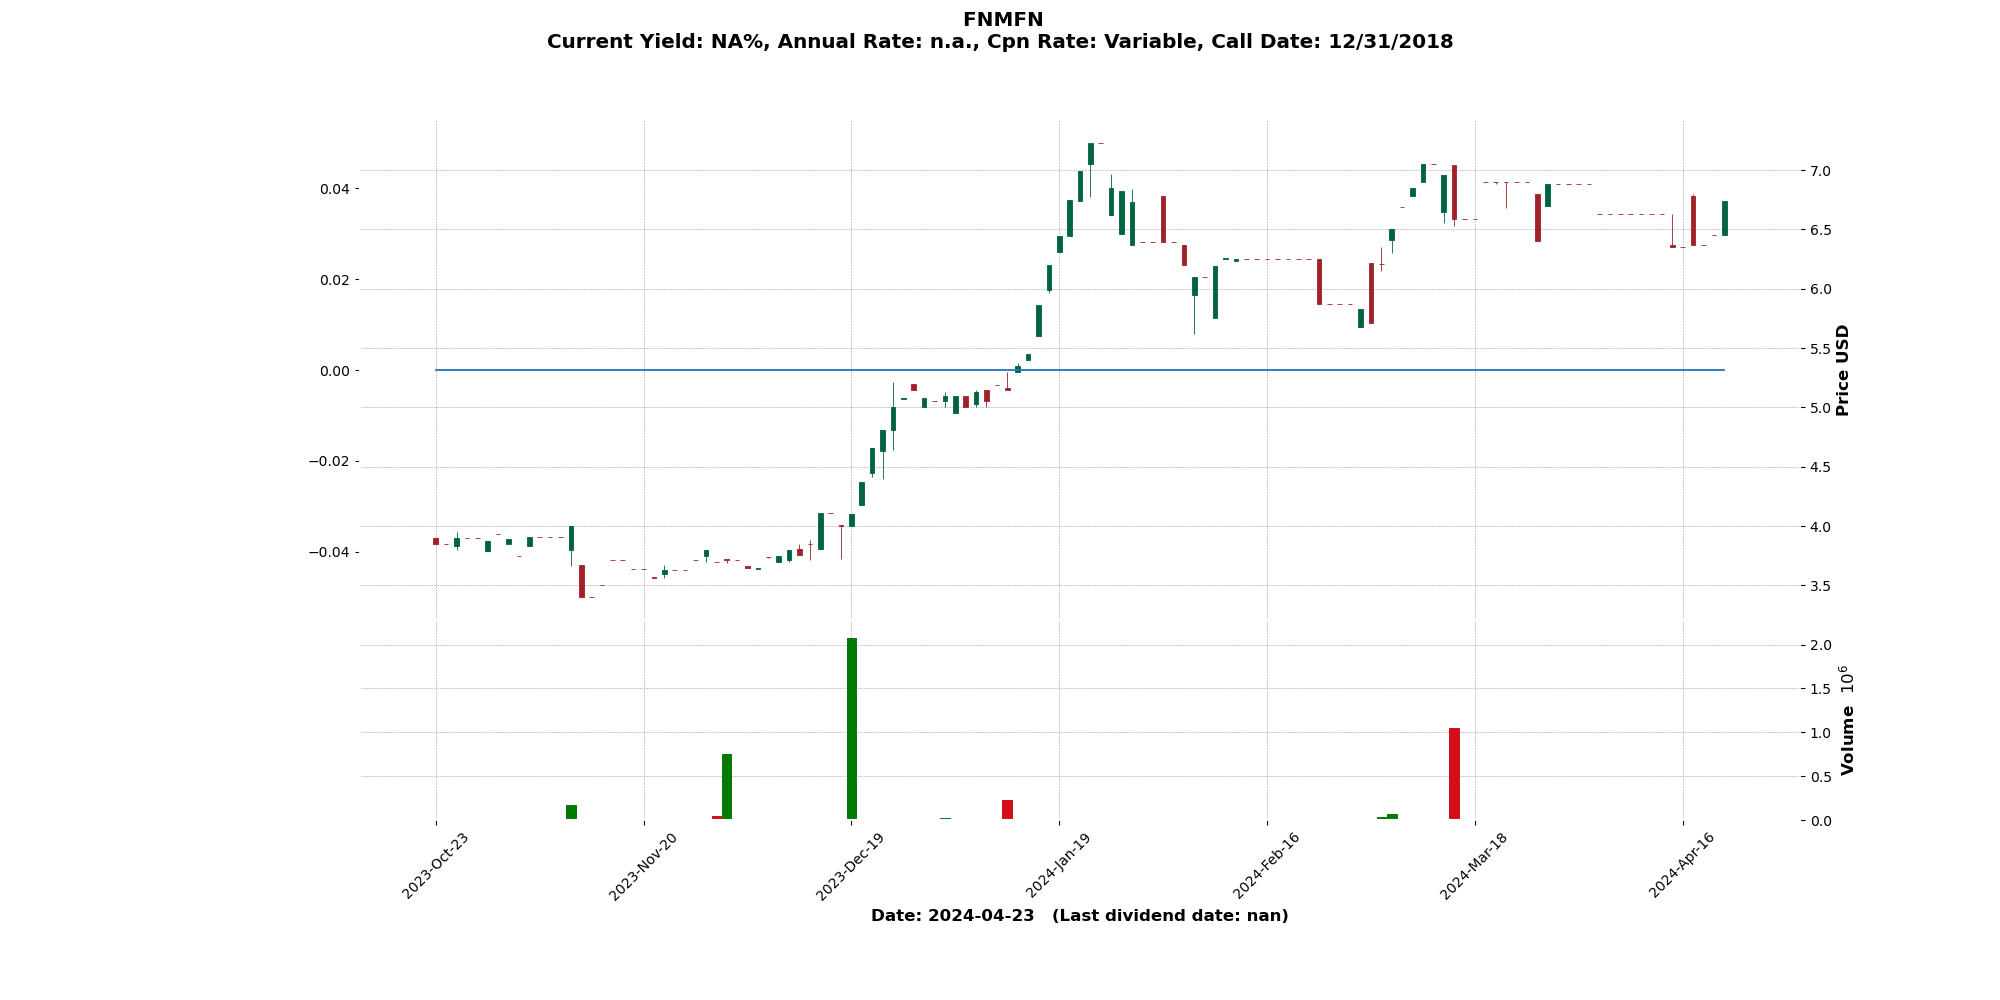 FNMFN
Current Yield: NA%, Annual Rate: n.a., Cpn Rate: Variable, Call Date: 12/31/2018
0.04
0.02
0.00
−0.02
−0.04
7.0
6.5
6.0
5.5
5.0
4.5
4.0
3.5
Price USD
2.0
1.5
1.0
0.5
0.0
Volume 10⁶
2023-Oct-23
2023-Nov-20
2023-Dec-19
2024-Jan-19
2024-Feb-16
2024-Mar-18
2024-Apr-16
Date: 2024-04-23 (Last dividend date: nan)